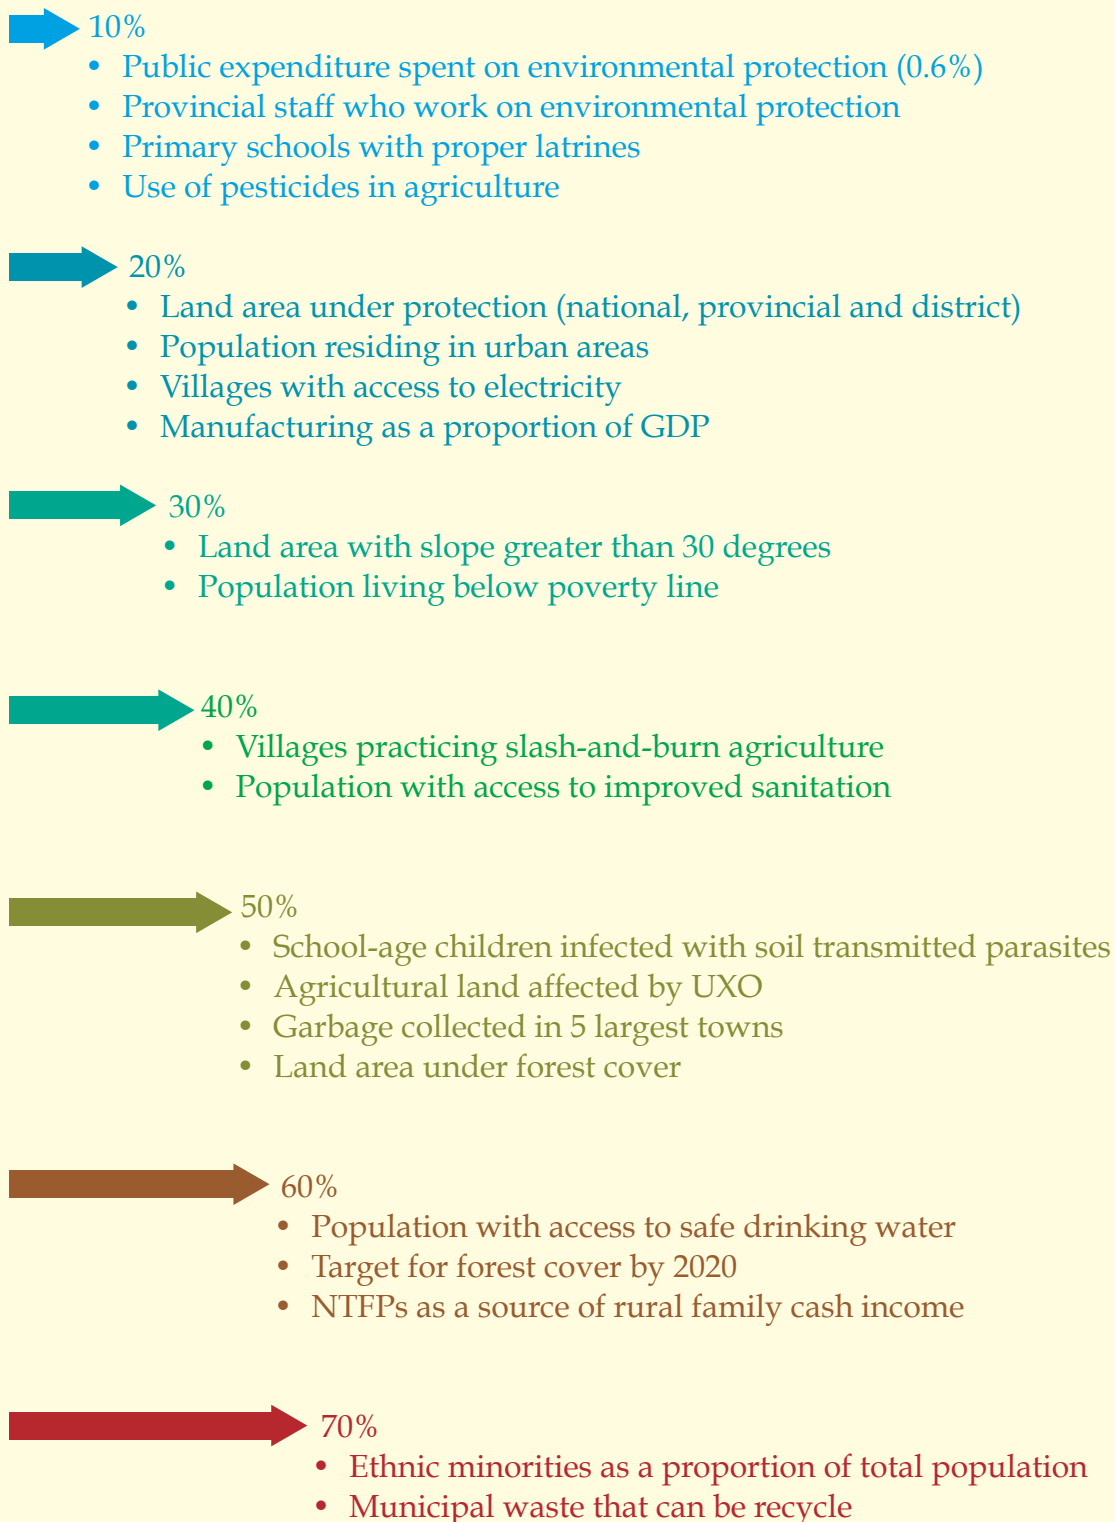 10%
• Public expenditure spent on environmental protection (0.6%)
• Provincial staff who work on environmental protection
• Primary schools with proper latrines
• Use of pesticides in agriculture
20%
• Land area under protection (national, provincial and district)
• Population residing in urban areas
• Villages with access to electricity
• Manufacturing as a proportion of GDP
30%
• Land area with slope greater than 30 degrees
• Population living below poverty line
40%
• Villages practicing slash-and-burn agriculture
• Population with access to improved sanitation
50%
• School-age children infected with soil transmitted parasites
• Agricultural land affected by UXO
• Garbage collected in 5 largest towns
• Land area under forest cover
60%
• Population with access to safe drinking water
• Target for forest cover by 2020
• NTFPs as a source of rural family cash income
70%
• Ethnic minorities as a proportion of total population
• Municipal waste that can be recycle